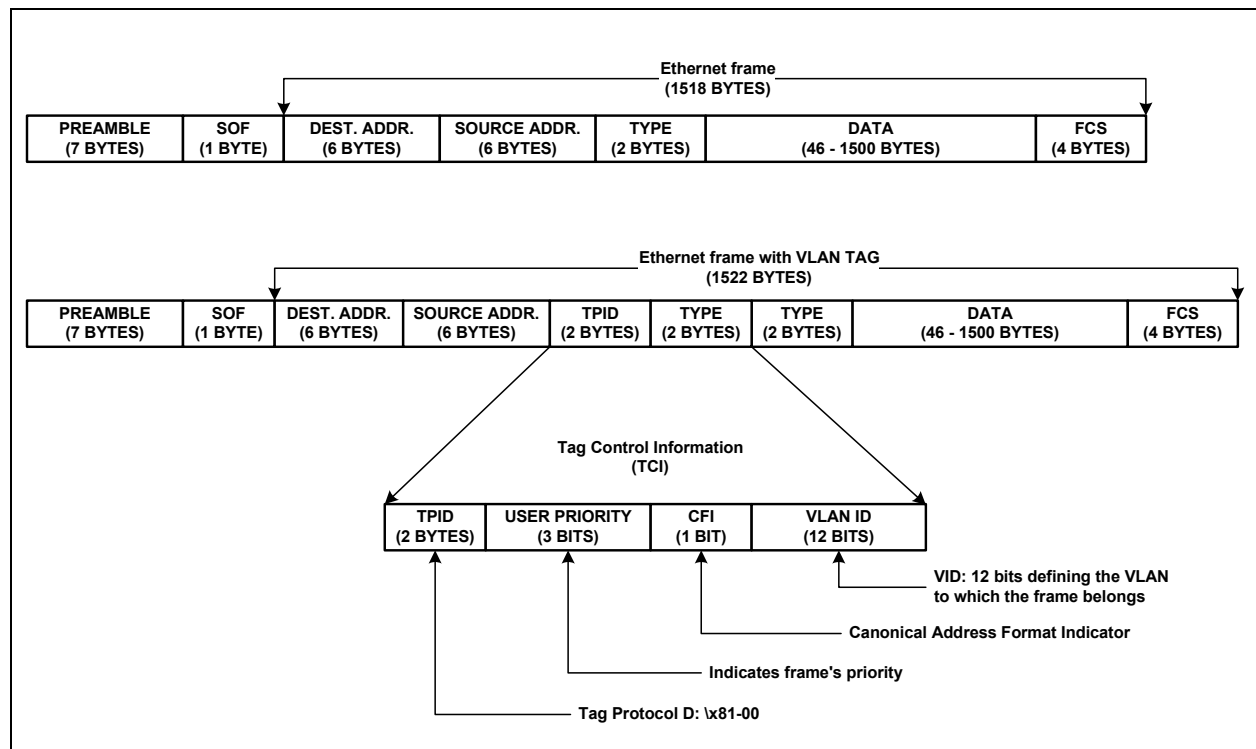 Ethernet frame
(1518 BYTES)
PREAMBLE SOF DEST. ADDR. SOURCE ADDR. TYPE DATA FCS
(7 BYTES) (1 BYTE) (6 BYTES) (6 BYTES) (2 BYTES) (46 - 1500 BYTES) (4 BYTES)
Ethernet frame with VLAN TAG
(1522 BYTES)
PREAMBLE SOF DEST. ADDR. SOURCE ADDR. TPID TYPE TYPE DATA FCS
(7 BYTES) (1 BYTE) (6 BYTES) (6 BYTES) (2 BYTES) (2 BYTES) (2 BYTES) (46 - 1500 BYTES) (4 BYTES)
Tag Control Information
(TCI)
TPID USER PRIORITY CFI VLAN ID
(2 BYTES) (3 BITS) (1 BIT) (12 BITS)
VID: 12 bits defining the VLAN
to which the frame belongs
Canonical Address Format Indicator
Indicates frame's priority
Tag Protocol D: \x81-00